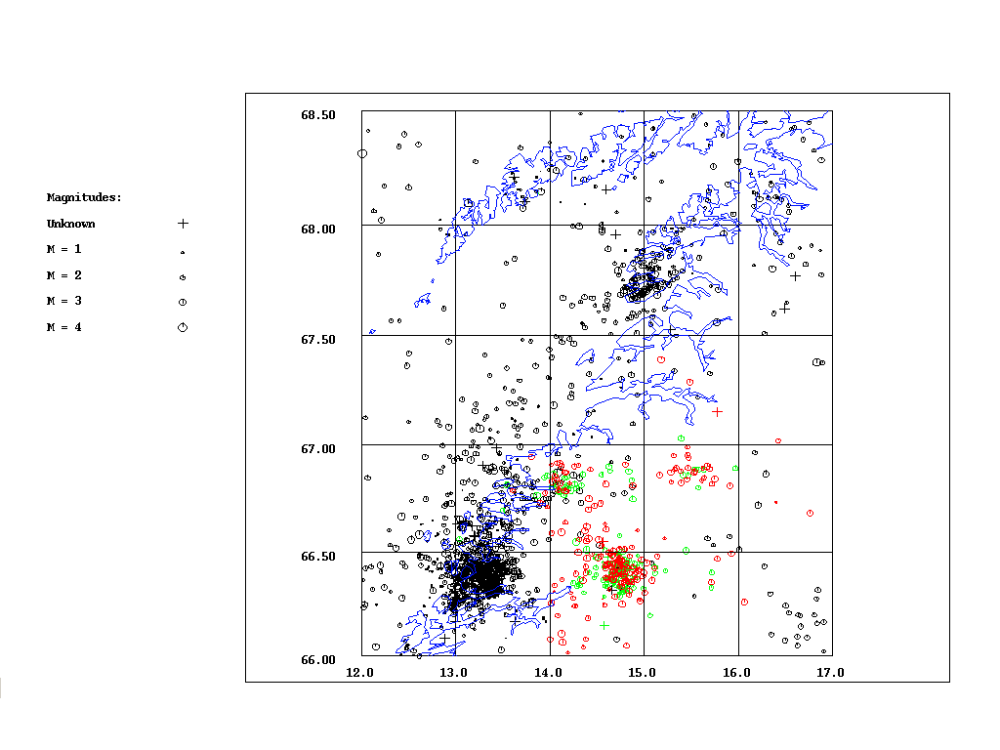 Magnitudes:
Unknown
M = 1
M = 2
M = 3
M = 4
68.50
68.00
67.50
67.00
66.50
66.00
12.0 13.0 14.0 15.0 16.0 17.0